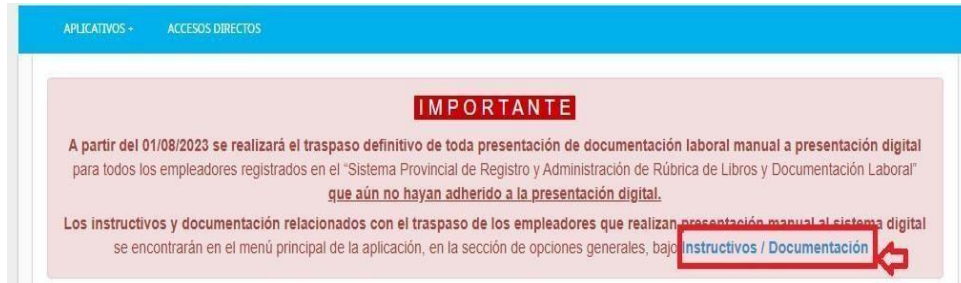 APLICATIVOS + ACCESOS DIRECTOS
IMPORTANTE
A partir del 01/08/2023 se realizará el traspaso definitivo de toda presentación de documentación laboral manual a presentación digital
para todos los empleadores registrados en el "Sistema Provincial de Registro y Administración de Rúbrica de Libros y Documentación Laboral"
que aún no hayan adherido a la presentación digital.
Los instructivos y documentación relacionados con el traspaso de los empleadores que realizan presentación manual al sistema digital
se encontrarán en el menú principal de la aplicación, en la sección de opciones generales, bajo Instructivos / Documentación